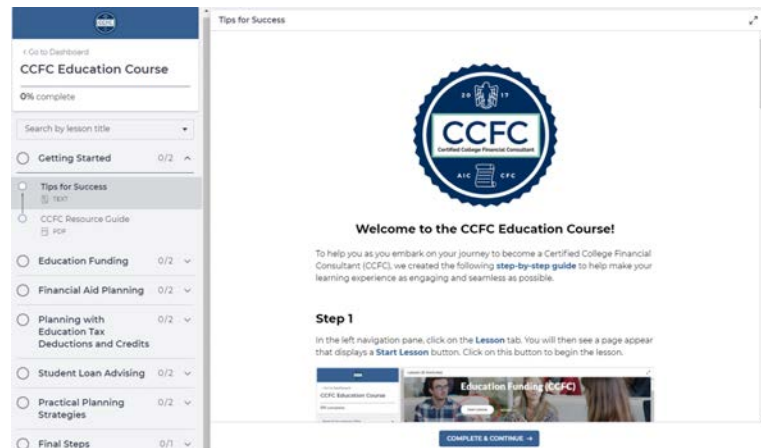 CCFC
< Go to Dashboard
CCFC Education Course
0% complete
Search by lesson title
Getting Started 0/2
Tips for Success
TEXT
CCFC Resource Guide
PDF
Education Funding 0/2
Financial Aid Planning 0/2
Planning with
Education Tax
Deductions and Credits
0/2
Student Loan Advising 0/2
Practical Planning
Strategies
0/2
Final Steps 0/1
Tips for Success
20 17
CCFC
Certified College Financial Consultant
AIC CFC
Welcome to the CCFC Education Course!
To help you as you embark on your journey to become a Certified College Financial
Consultant (CCFC), we created the following step-by-step guide to help make your
learning experience as engaging and seamless as possible.
Step 1
In the left navigation pane, click on the Lesson tab. You will then see a page appear
that displays a Start Lesson button. Click on this button to begin the lesson.
CCFC Education Course
Education Funding (CCFC)
COMPLETE & CONTINUE →